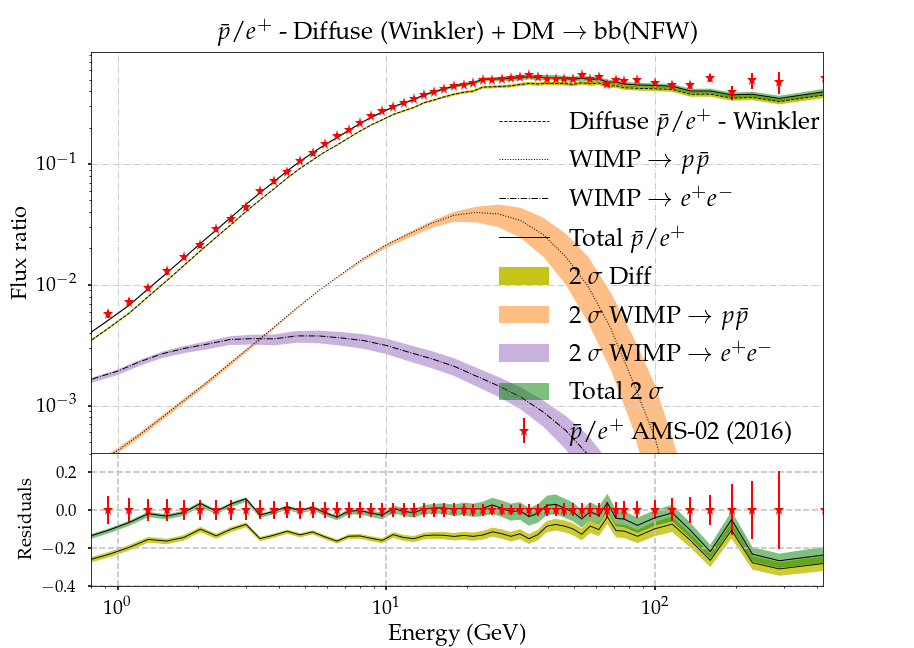 p̄/e⁺ - Diffuse (Winkler) + DM → bb(NFW)
Flux ratio
10⁻¹
10⁻²
10⁻³
Diffuse p̄/e⁺ - Winkler
WIMP → pp̄
WIMP → e⁺e⁻
Total p̄/e⁺
2 σ Diff
2 σ WIMP → pp̄
2 σ WIMP → e⁺e⁻
Total 2 σ
p̄/e⁺ AMS-02 (2016)
Residuals
0.2
0.0
−0.2
−0.4
10⁰ 10¹ 10²
Energy (GeV)